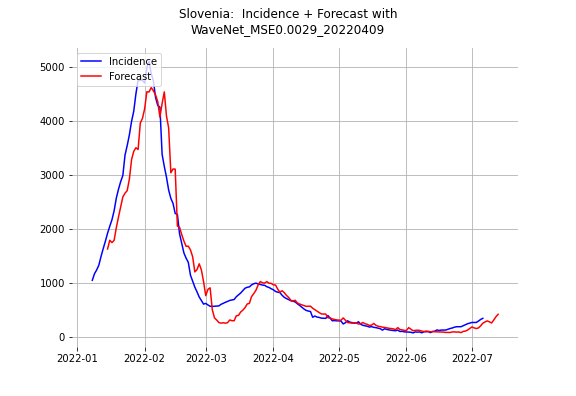 Slovenia:  Incidence + Forecast with
WaveNet_MSE0.0029_20220409
Incidence
Forecast
5000
4000
3000
2000
1000
0
2022-01 2022-02 2022-03 2022-04 2022-05 2022-06 2022-07